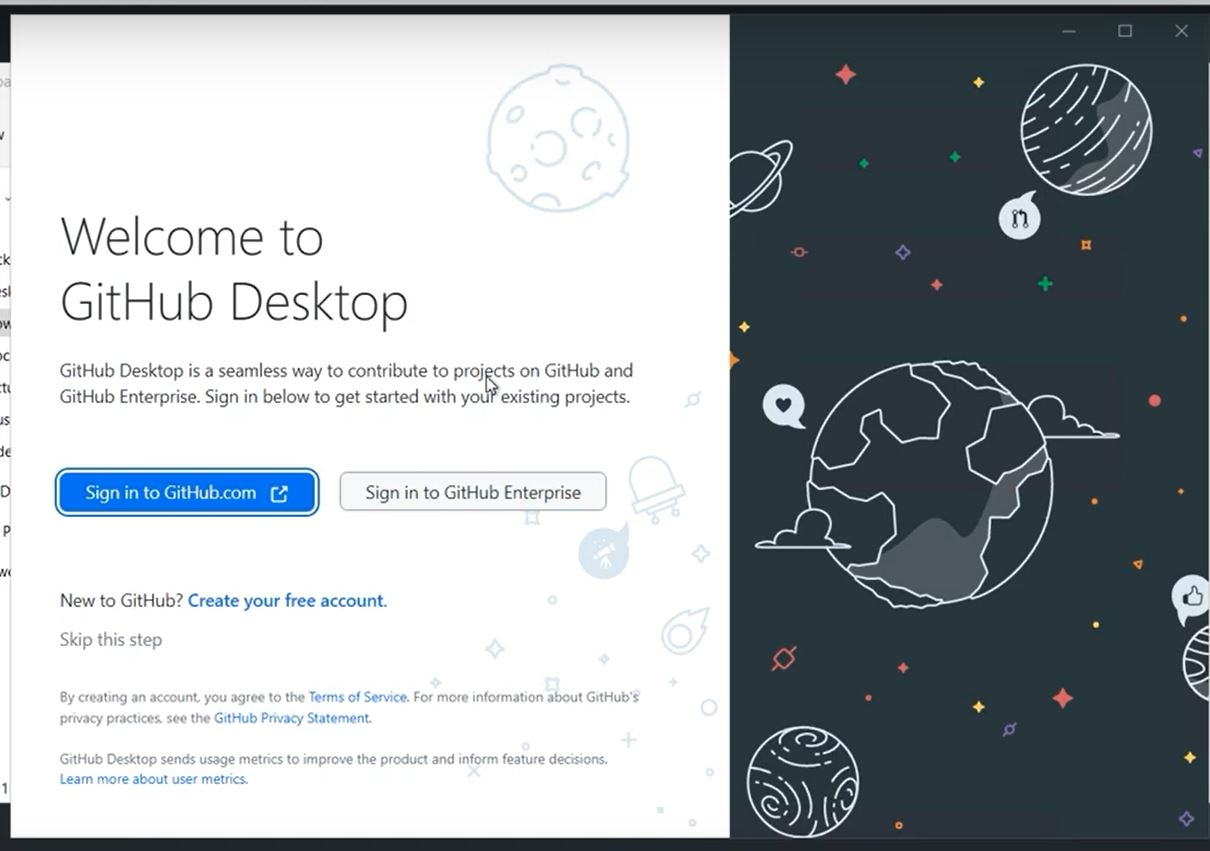 Welcome to
GitHub Desktop
GitHub Desktop is a seamless way to contribute to projects on GitHub and
GitHub Enterprise. Sign in below to get started with your existing projects.
Sign in to GitHub.com
Sign in to GitHub Enterprise
New to GitHub? Create your free account.
Skip this step
By creating an account, you agree to the Terms of Service. For more information about GitHub's
privacy practices, see the GitHub Privacy Statement.
GitHub Desktop sends usage metrics to improve the product and inform feature decisions.
Learn more about user metrics.